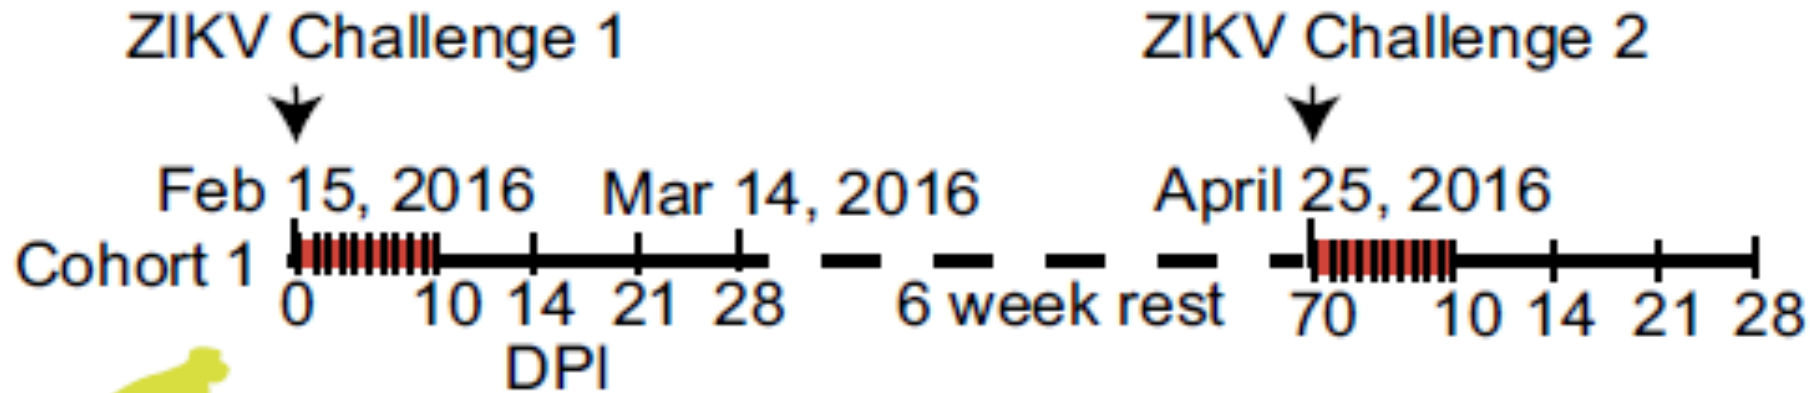 ZIKV Challenge 1 ZIKV Challenge 2
Feb 15, 2016 Mar 14, 2016 April 25, 2016
Cohort 1
0 10 14 21 28 6 week rest 70 10 14 21 28
DPI